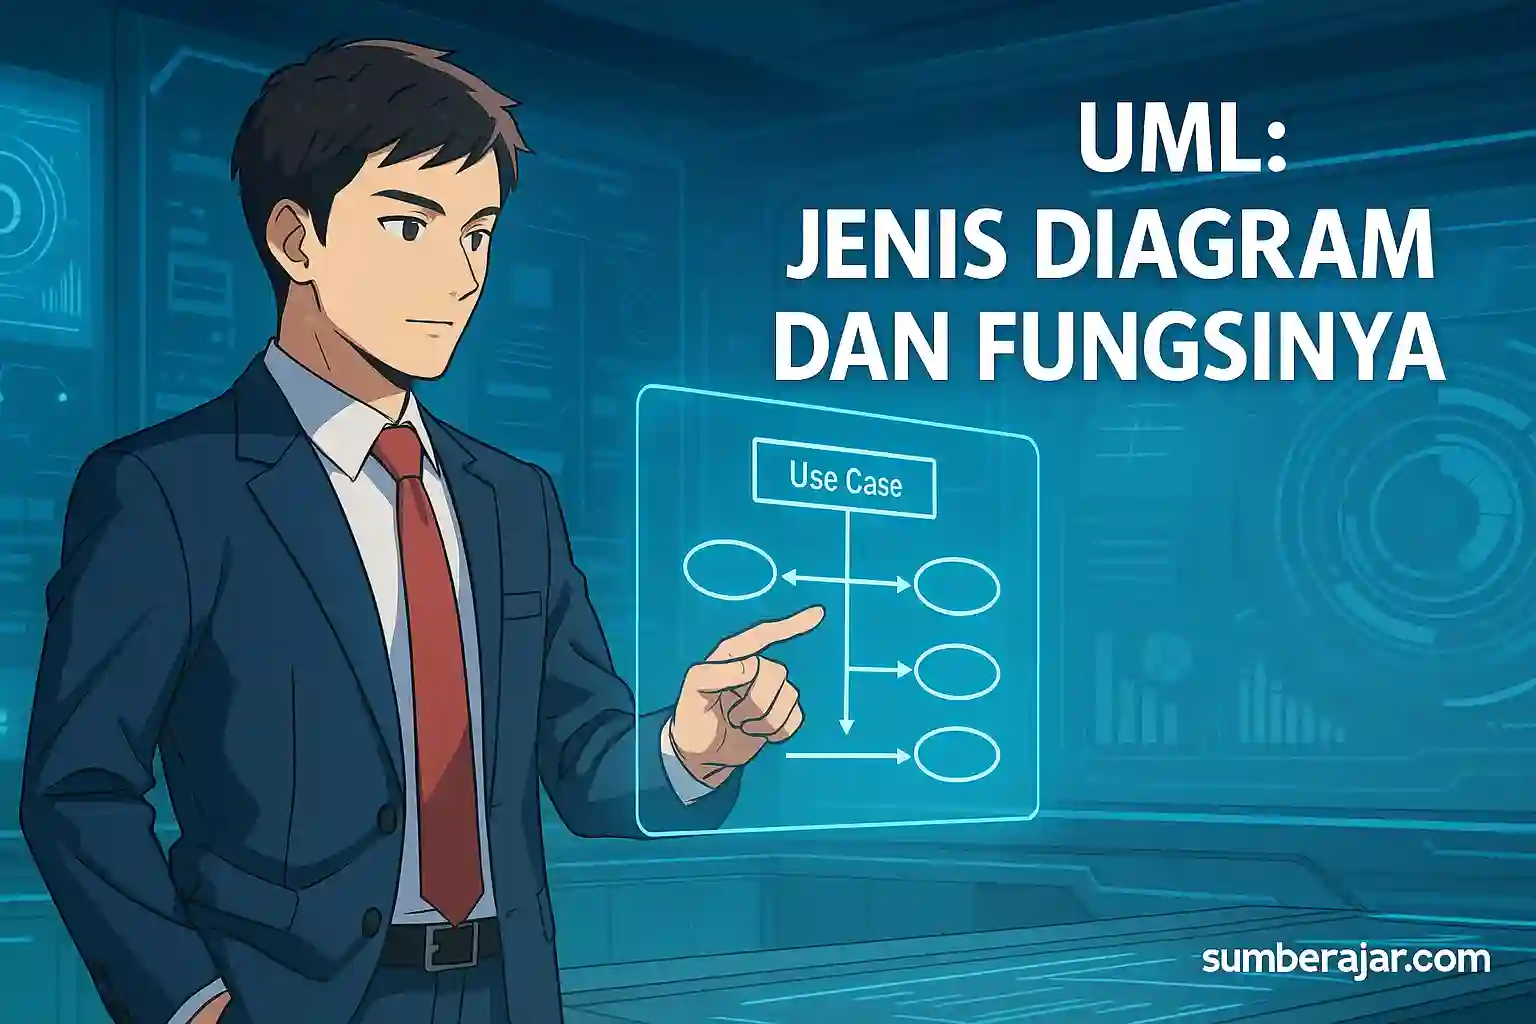 UML:
JENIS DIAGRAM
DAN FUNGSINYA
Use Case
sumberajar.com